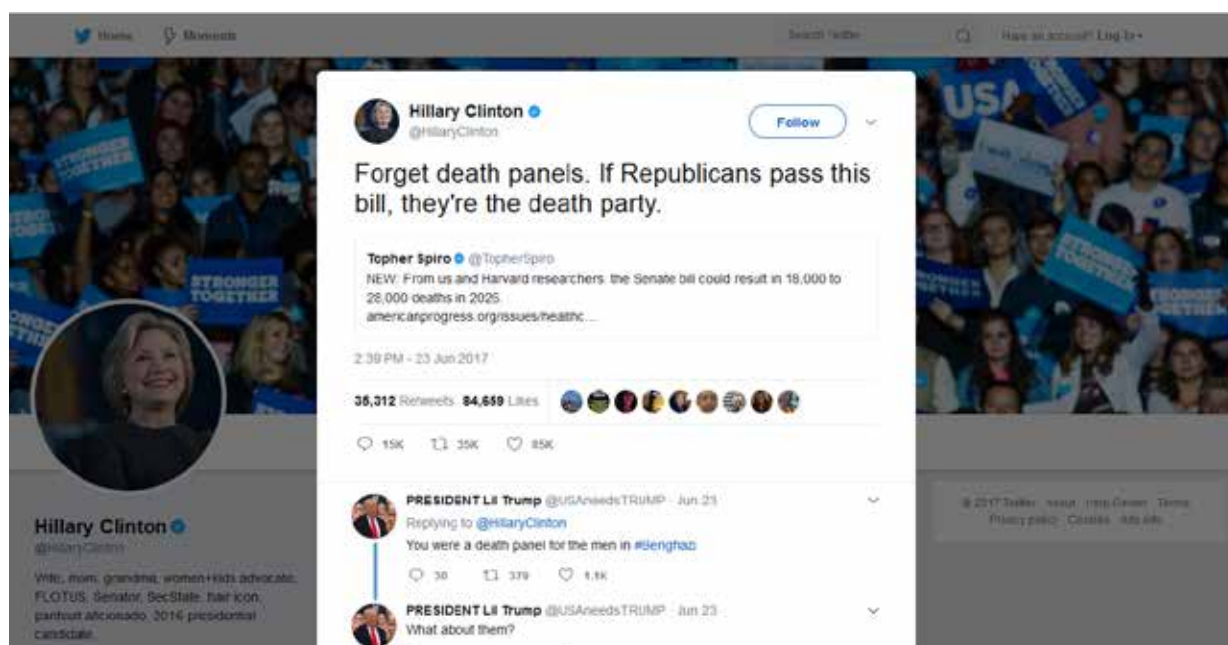 Home Moments Search Twitter Have an account? Log in
Hillary Clinton
@HillaryClinton
Follow
Forget death panels. If Republicans pass this
bill, they're the death party.
Topher Spiro @TopherSpiro
NEW: From us and Harvard researchers: the Senate bill could result in 18,000 to
28,000 deaths in 2026.
americanprogress.org/issues/healthc...
2:39 PM - 23 Jun 2017
35,312 Retweets 84,659 Likes
15K 35K 85K
PRESIDENT Lil Trump @USAneedsTRUMP · Jun 23
Replying to @HillaryClinton
You were a death panel for the men in #Benghazi
30 379 1.1K
PRESIDENT Lil Trump @USAneedsTRUMP · Jun 23
What about them?
Hillary Clinton
@HillaryClinton
Wife, mom, grandma, women+kids advocate,
FLOTUS, Senator, SecState, hair icon,
pantsuit aficionado, 2016 presidential
candidate.
© 2017 Twitter About Help Center Terms
Privacy policy Cookies Ads info
STRONGER
TOGETHER
STRONGER
TOGETHER
USA
STRONGER
TOGETHER